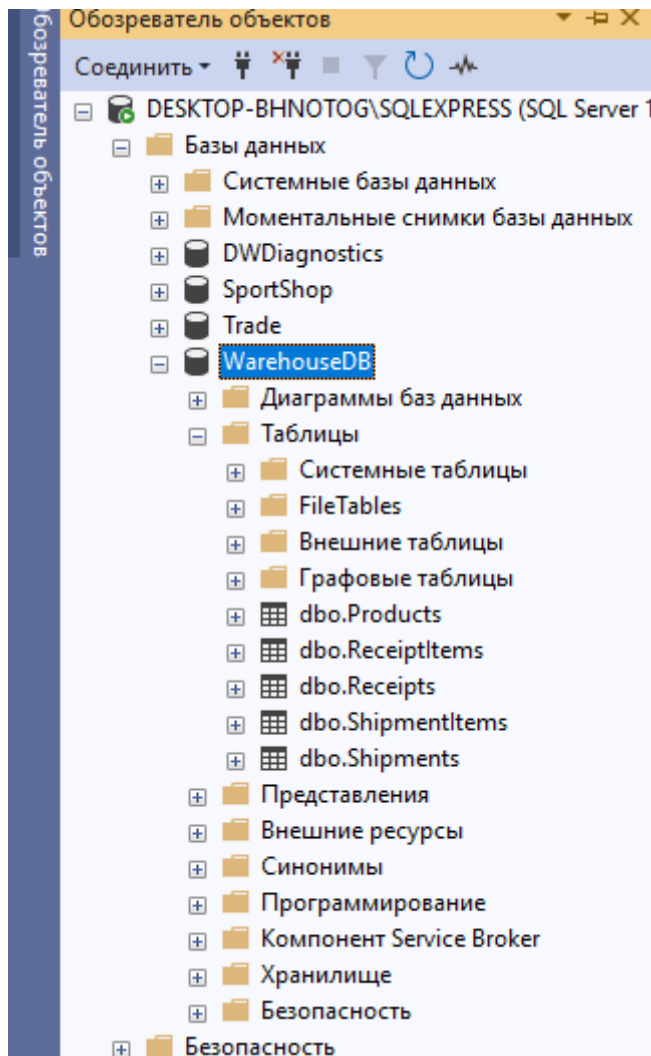 Обозреватель объектов
Обозреватель объектов
Соединить
DESKTOP-BHNOTOG\SQLEXPRESS (SQL Server 1
Базы данных
Системные базы данных
Моментальные снимки базы данных
DWDiagnostics
SportShop
Trade
WarehouseDB
Диаграммы баз данных
Таблицы
Системные таблицы
FileTables
Внешние таблицы
Графовые таблицы
dbo.Products
dbo.ReceiptItems
dbo.Receipts
dbo.ShipmentItems
dbo.Shipments
Представления
Внешние ресурсы
Синонимы
Программирование
Компонент Service Broker
Хранилище
Безопасность
Безопасность